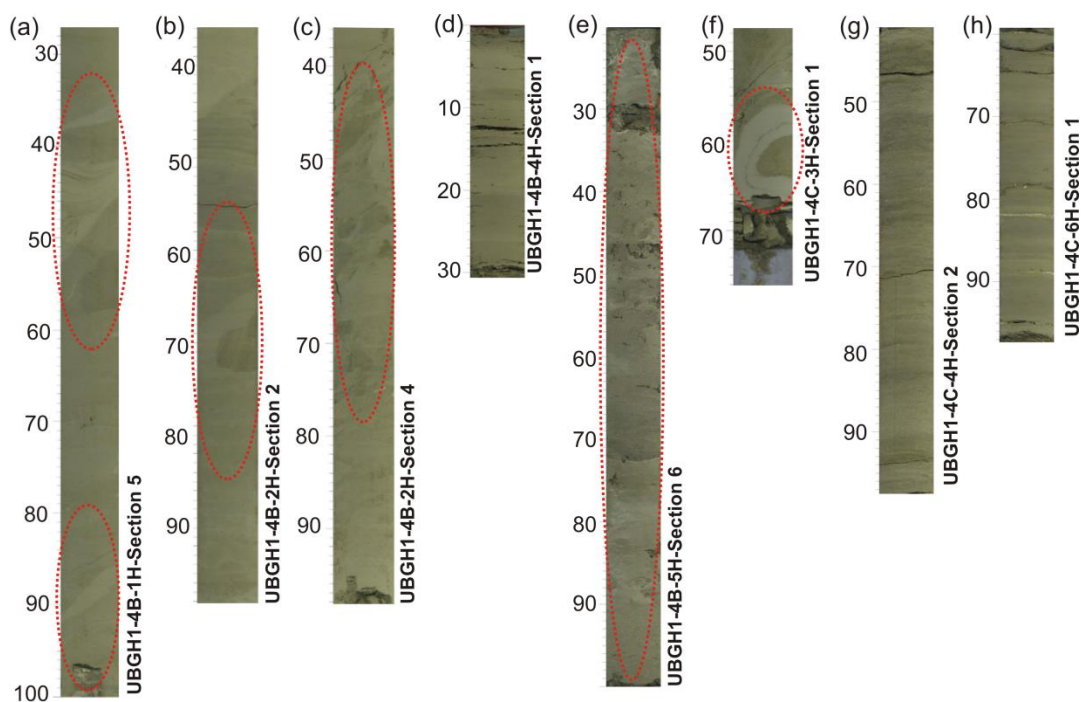 (a)
30
40
50
60
70
80
90
100
UBGH1-4B-1H-Section 5
(b)
40
50
60
70
80
90
UBGH1-4B-2H-Section 2
(c)
40
50
60
70
80
90
UBGH1-4B-2H-Section 4
(d)
0
10
20
30
UBGH1-4B-4H-Section 1
(e)
30
40
50
60
70
80
90
UBGH1-4B-5H-Section 6
(f)
50
60
70
UBGH1-4C-3H-Section 1
(g)
50
60
70
80
90
UBGH1-4C-4H-Section 2
(h)
70
80
90
UBGH1-4C-6H-Section 1